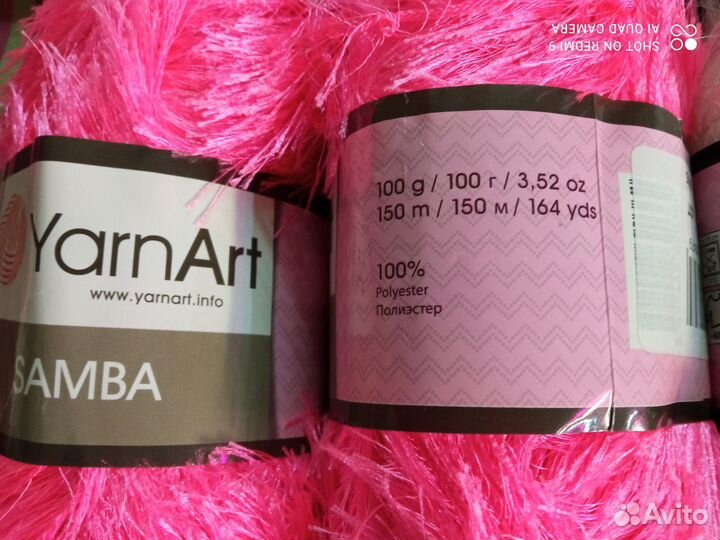 SHOT ON REDMI 9
AI QUAD CAMERA
YarnArt
www.yarnart.info
SAMBA
100 g / 100 г / 3,52 oz
150 m / 150 м / 164 yds
100%
Polyester
Полиэстер
Avito